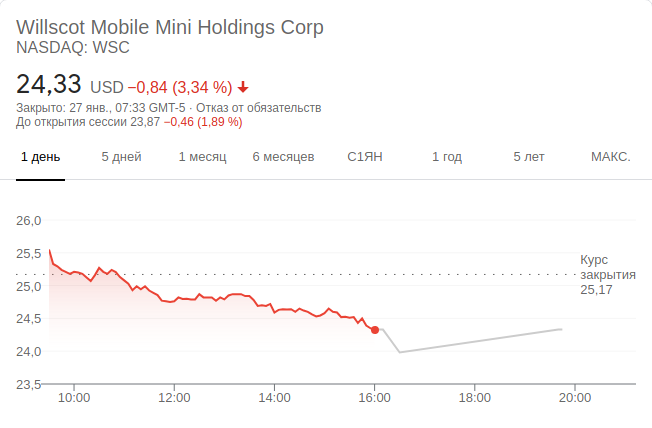 Willscot Mobile Mini Holdings Corp
NASDAQ: WSC
24,33 USD −0,84 (3,34 %)
Закрыто: 27 янв., 07:33 GMT-5 · Отказ от обязательств
До открытия сессии 23,87 −0,46 (1,89 %)
1 день 5 дней 1 месяц 6 месяцев С1ЯН 1 год 5 лет МАКС.
26,0
25,5
Курс
закрытия
25,17
25,0
24,5
24,0
23,5
10:00 12:00 14:00 16:00 18:00 20:00